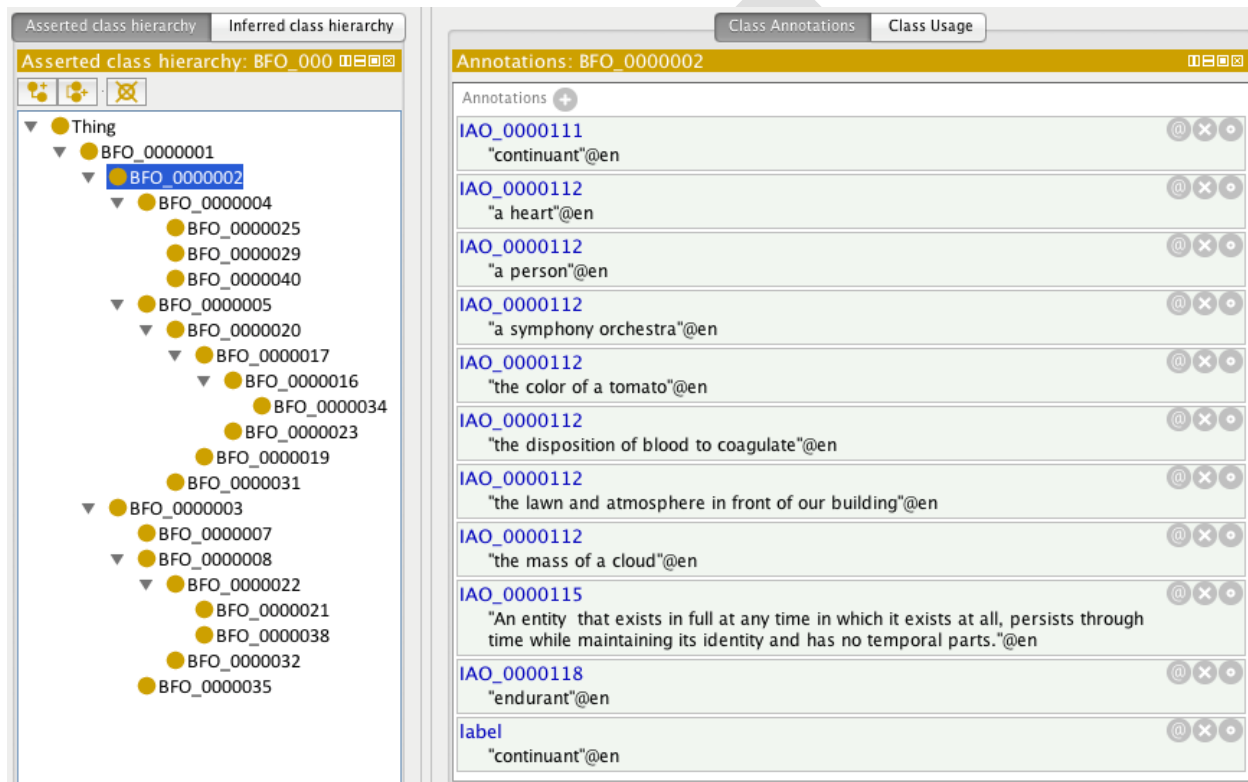 Asserted class hierarchy Inferred class hierarchy
Asserted class hierarchy: BFO_000
Thing
BFO_0000001
BFO_0000002
BFO_0000004
BFO_0000025
BFO_0000029
BFO_0000040
BFO_0000005
BFO_0000020
BFO_0000017
BFO_0000016
BFO_0000034
BFO_0000023
BFO_0000019
BFO_0000031
BFO_0000003
BFO_0000007
BFO_0000008
BFO_0000022
BFO_0000021
BFO_0000038
BFO_0000032
BFO_0000035
Class Annotations Class Usage
Annotations: BFO_0000002
Annotations
IAO_0000111
"continuant"@en
IAO_0000112
"a heart"@en
IAO_0000112
"a person"@en
IAO_0000112
"a symphony orchestra"@en
IAO_0000112
"the color of a tomato"@en
IAO_0000112
"the disposition of blood to coagulate"@en
IAO_0000112
"the lawn and atmosphere in front of our building"@en
IAO_0000112
"the mass of a cloud"@en
IAO_0000115
"An entity  that exists in full at any time in which it exists at all, persists through
time while maintaining its identity and has no temporal parts."@en
IAO_0000118
"endurant"@en
label
"continuant"@en